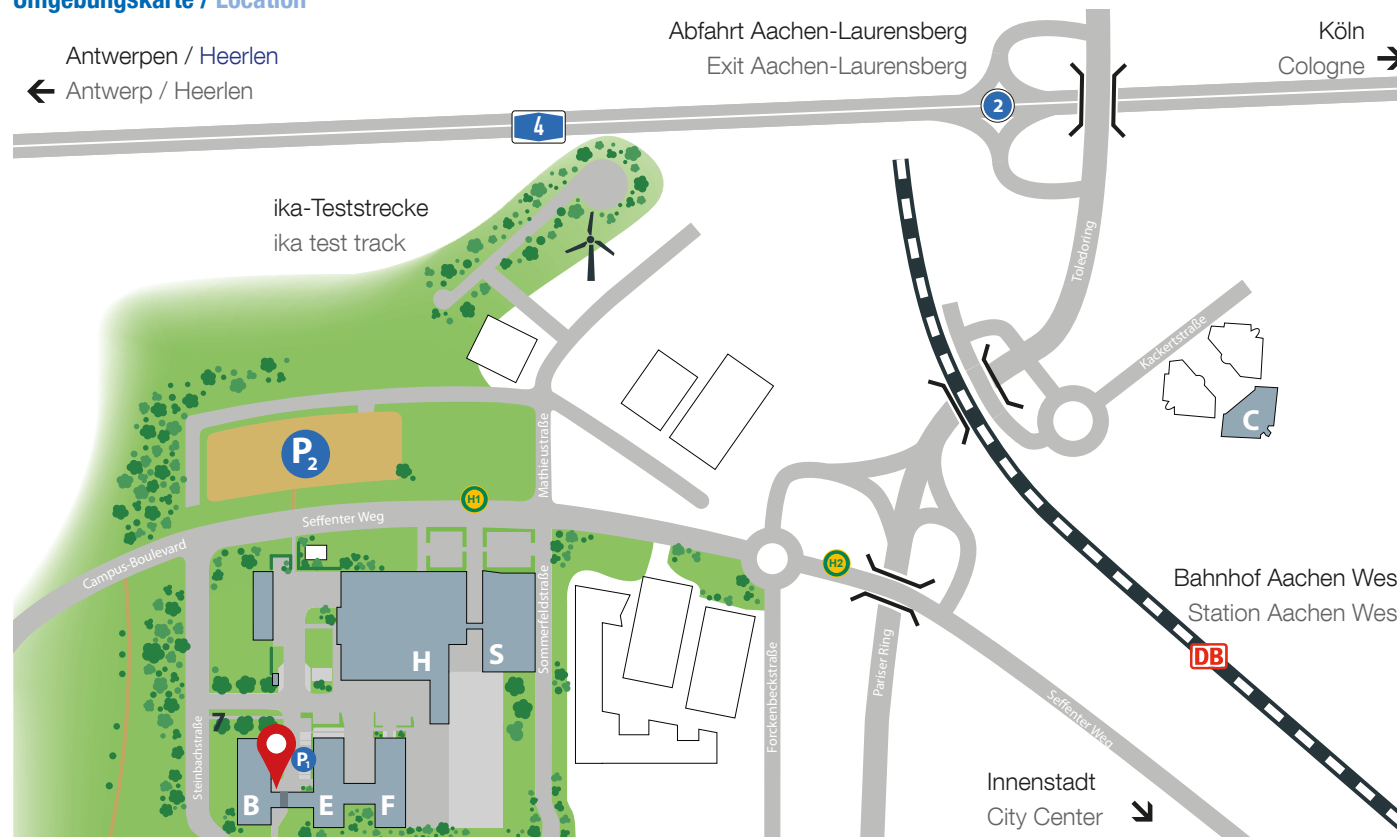 Umgebungskarte / Location
Abfahrt Aachen-Laurensberg
Exit Aachen-Laurensberg
Köln
Cologne
Antwerpen / Heerlen
Antwerp / Heerlen
2
4
ika-Teststrecke
ika test track
Toledoring
Kackertstraße
C
P2
Mathieustraße
H1
Seffenter Weg
Campus-Boulevard
H2
Bahnhof Aachen Wes
Station Aachen Wes
DB
H
S
Sommerfeldstraße
Forckenbeckstraße
Pariser Ring
Seffenter Weg
Steinbachstraße
7
P1
B
E
F
Innenstadt
City Center